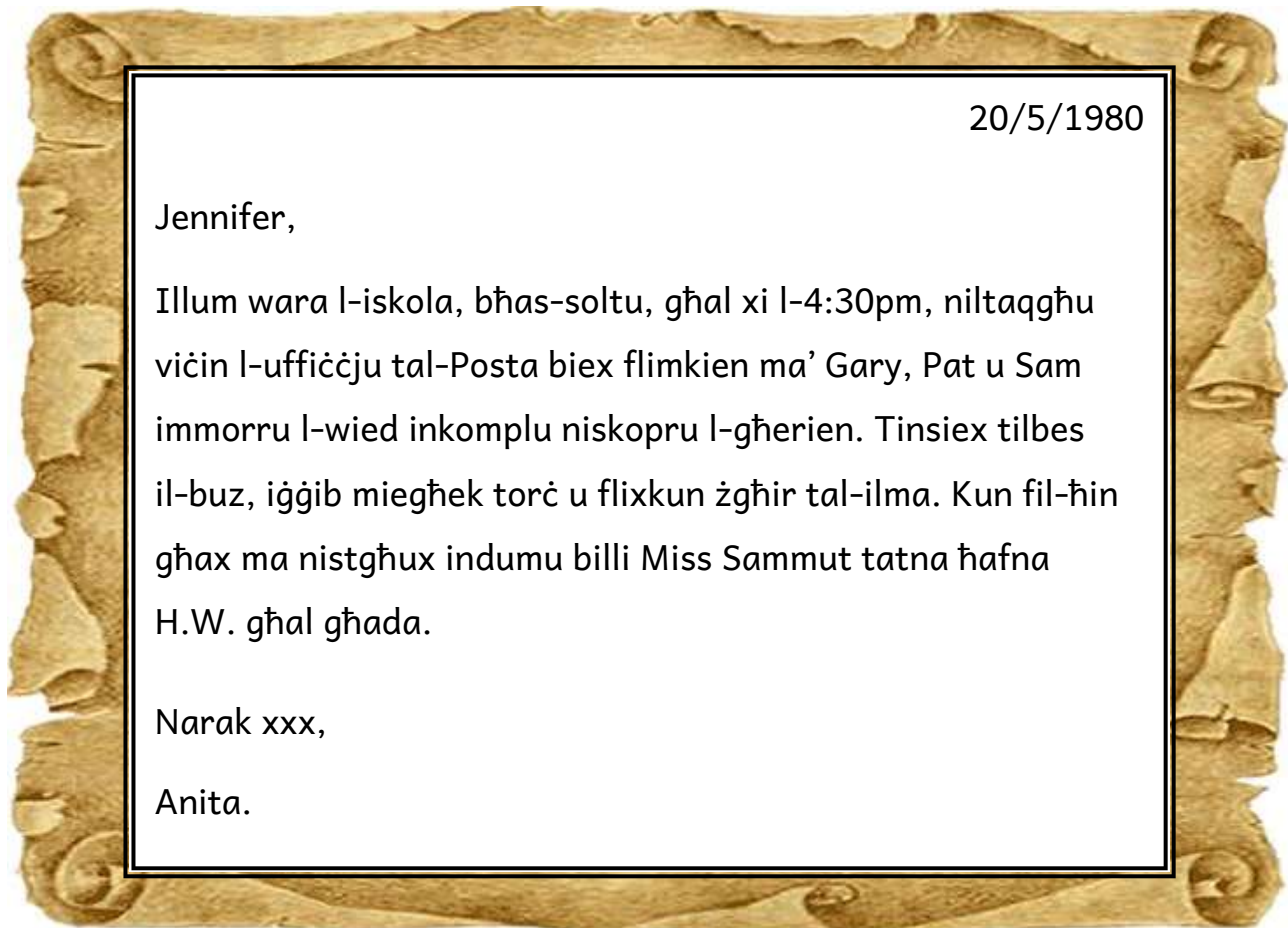 20/5/1980
Jennifer,
Illum wara l-iskola, bħas-soltu, għal xi l-4:30pm, niltaqgħu
viċin l-uffiċċju tal-Posta biex flimkien ma’ Gary, Pat u Sam
immorru l-wied inkomplu niskopru l-għerien. Tinsiex tilbes
il-buz, iġġib miegħek torċ u flixkun żgħir tal-ilma. Kun fil-ħin
għax ma nistgħux indumu billi Miss Sammut tatna ħafna
H.W. għal għada.
Narak xxx,
Anita.